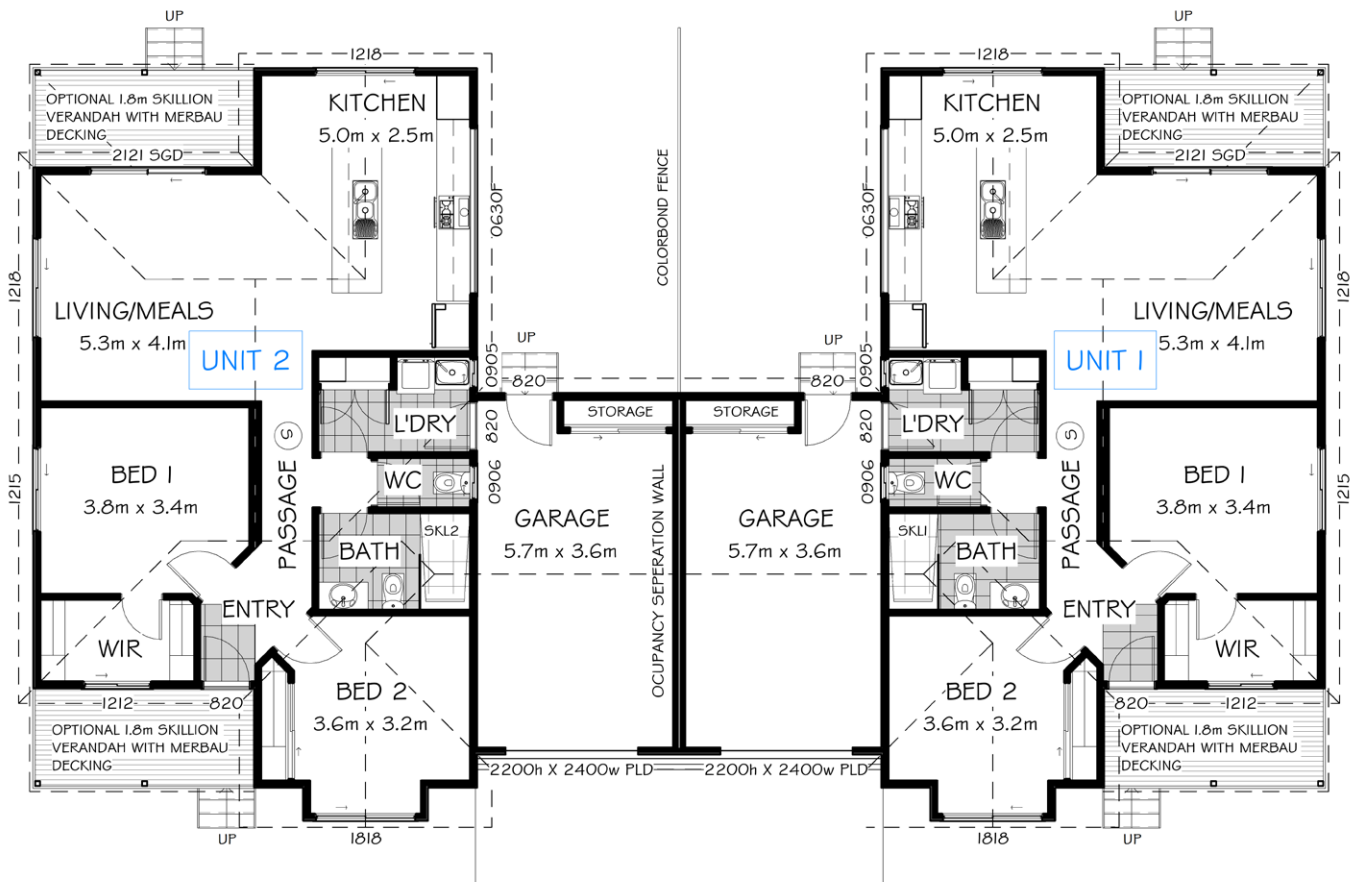 UP
UP
1218
1218
OPTIONAL 1.8m SKILLION
VERANDAH WITH MERBAU
DECKING
KITCHEN
5.0m x 2.5m
KITCHEN
5.0m x 2.5m
OPTIONAL 1.8m SKILLION
VERANDAH WITH MERBAU
DECKING
2121 SGD
2121 SGD
0630F
COLORBOND FENCE
0630F
1218
1218
LIVING/MEALS
5.3m x 4.1m
UNIT 2
LIVING/MEALS
5.3m x 4.1m
UNIT 1
UP
UP
0905
820
820
0905
STORAGE
STORAGE
L'DRY
820
820
L'DRY
S
S
1215
BED 1
3.8m x 3.4m
PASSAGE
WC
0906
0906
WC
PASSAGE
BED 1
3.8m x 3.4m
1215
GARAGE
5.7m x 3.6m
GARAGE
5.7m x 3.6m
BATH
SKL2
SKL1
BATH
OCUPANCY SEPERATION WALL
ENTRY
ENTRY
WIR
WIR
BED 2
3.6m x 3.2m
BED 2
3.6m x 3.2m
1212
820
820
1212
OPTIONAL 1.8m SKILLION
VERANDAH WITH MERBAU
DECKING
OPTIONAL 1.8m SKILLION
VERANDAH WITH MERBAU
DECKING
2200h X 2400w PLD
2200h X 2400w PLD
UP
1818
1818
UP